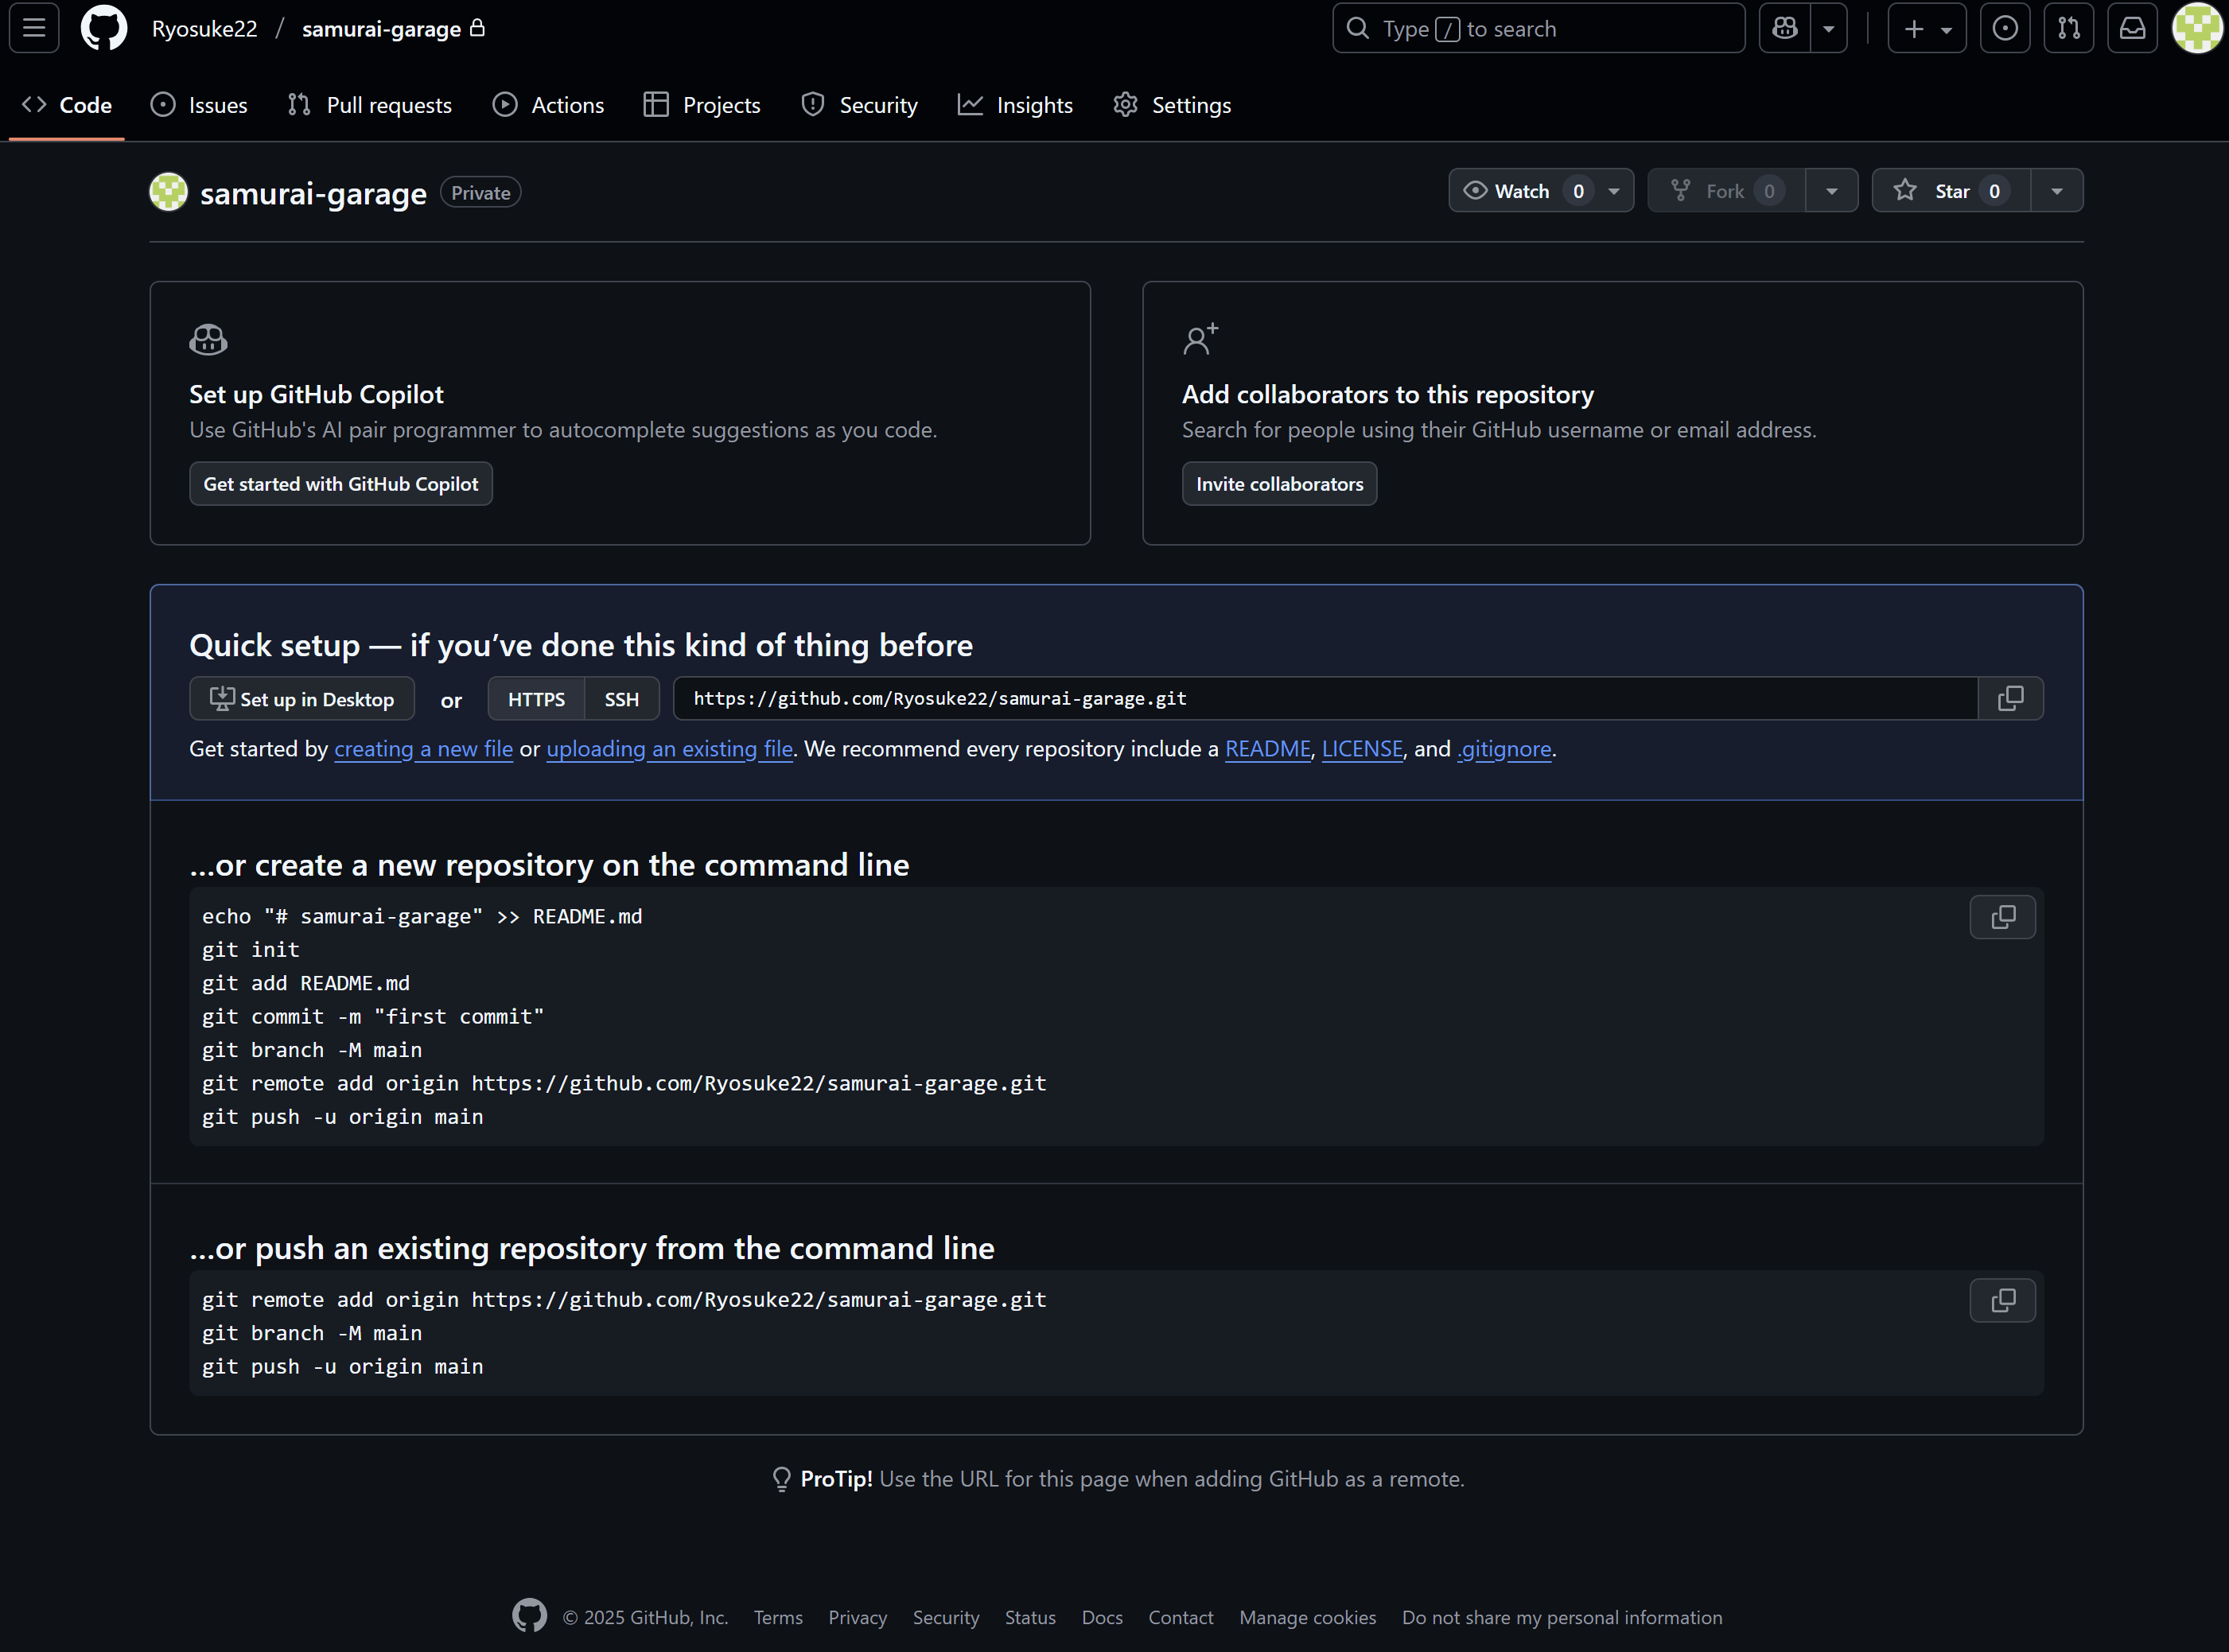 Ryosuke22 / samurai-garage
Type / to search
Code Issues Pull requests Actions Projects Security Insights Settings
samurai-garage Private
Watch 0 Fork 0 Star 0
Set up GitHub Copilot
Use GitHub's AI pair programmer to autocomplete suggestions as you code.
Get started with GitHub Copilot
Add collaborators to this repository
Search for people using their GitHub username or email address.
Invite collaborators
Quick setup — if you’ve done this kind of thing before
Set up in Desktop or HTTPS SSH https://github.com/Ryosuke22/samurai-garage.git
Get started by creating a new file or uploading an existing file. We recommend every repository include a README, LICENSE, and .gitignore.
…or create a new repository on the command line
echo "# samurai-garage" >> README.md
git init
git add README.md
git commit -m "first commit"
git branch -M main
git remote add origin https://github.com/Ryosuke22/samurai-garage.git
git push -u origin main
…or push an existing repository from the command line
git remote add origin https://github.com/Ryosuke22/samurai-garage.git
git branch -M main
git push -u origin main
ProTip! Use the URL for this page when adding GitHub as a remote.
© 2025 GitHub, Inc. Terms Privacy Security Status Docs Contact Manage cookies Do not share my personal information